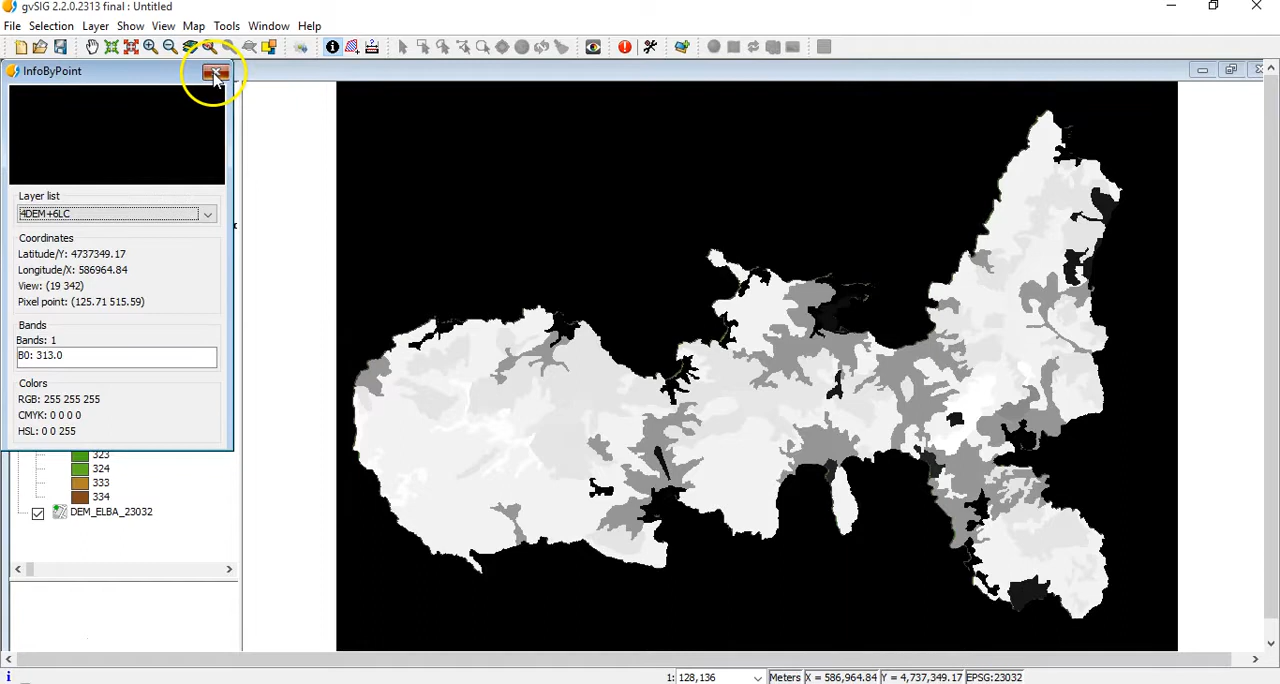 gvSIG 2.2.0.2313 final : Untitled
File Selection Layer Show View Map Tools Window Help
InfoByPoint
Layer list
4DEM+6LC
Coordinates
Latitude/Y: 4737349.17
Longitude/X: 586964.84
View: (19 342)
Pixel point: (125.71 515.59)
Bands
Bands: 1
B0: 313.0
Colors
RGB: 255 255 255
CMYK: 0 0 0 0
HSL: 0 0 255
323
324
333
334
DEM_ELBA_23032
1: 128,136 Meters X = 586,964.84 Y = 4,737,349.17 EPSG:23032